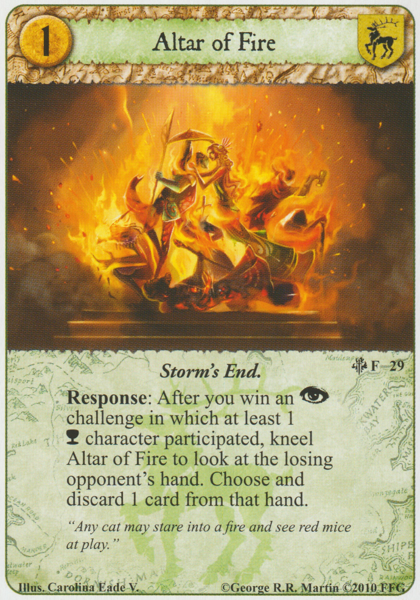 1
Altar of Fire
Storm's End.
F 29
Response: After you win an
challenge in which at least 1
character participated, kneel
Altar of Fire to look at the losing
opponent's hand. Choose and
discard 1 card from that hand.
"Any cat may stare into a fire and see red mice
at play."
Illus. Carolina Eade V.
©George R.R. Martin ©2010 FFG